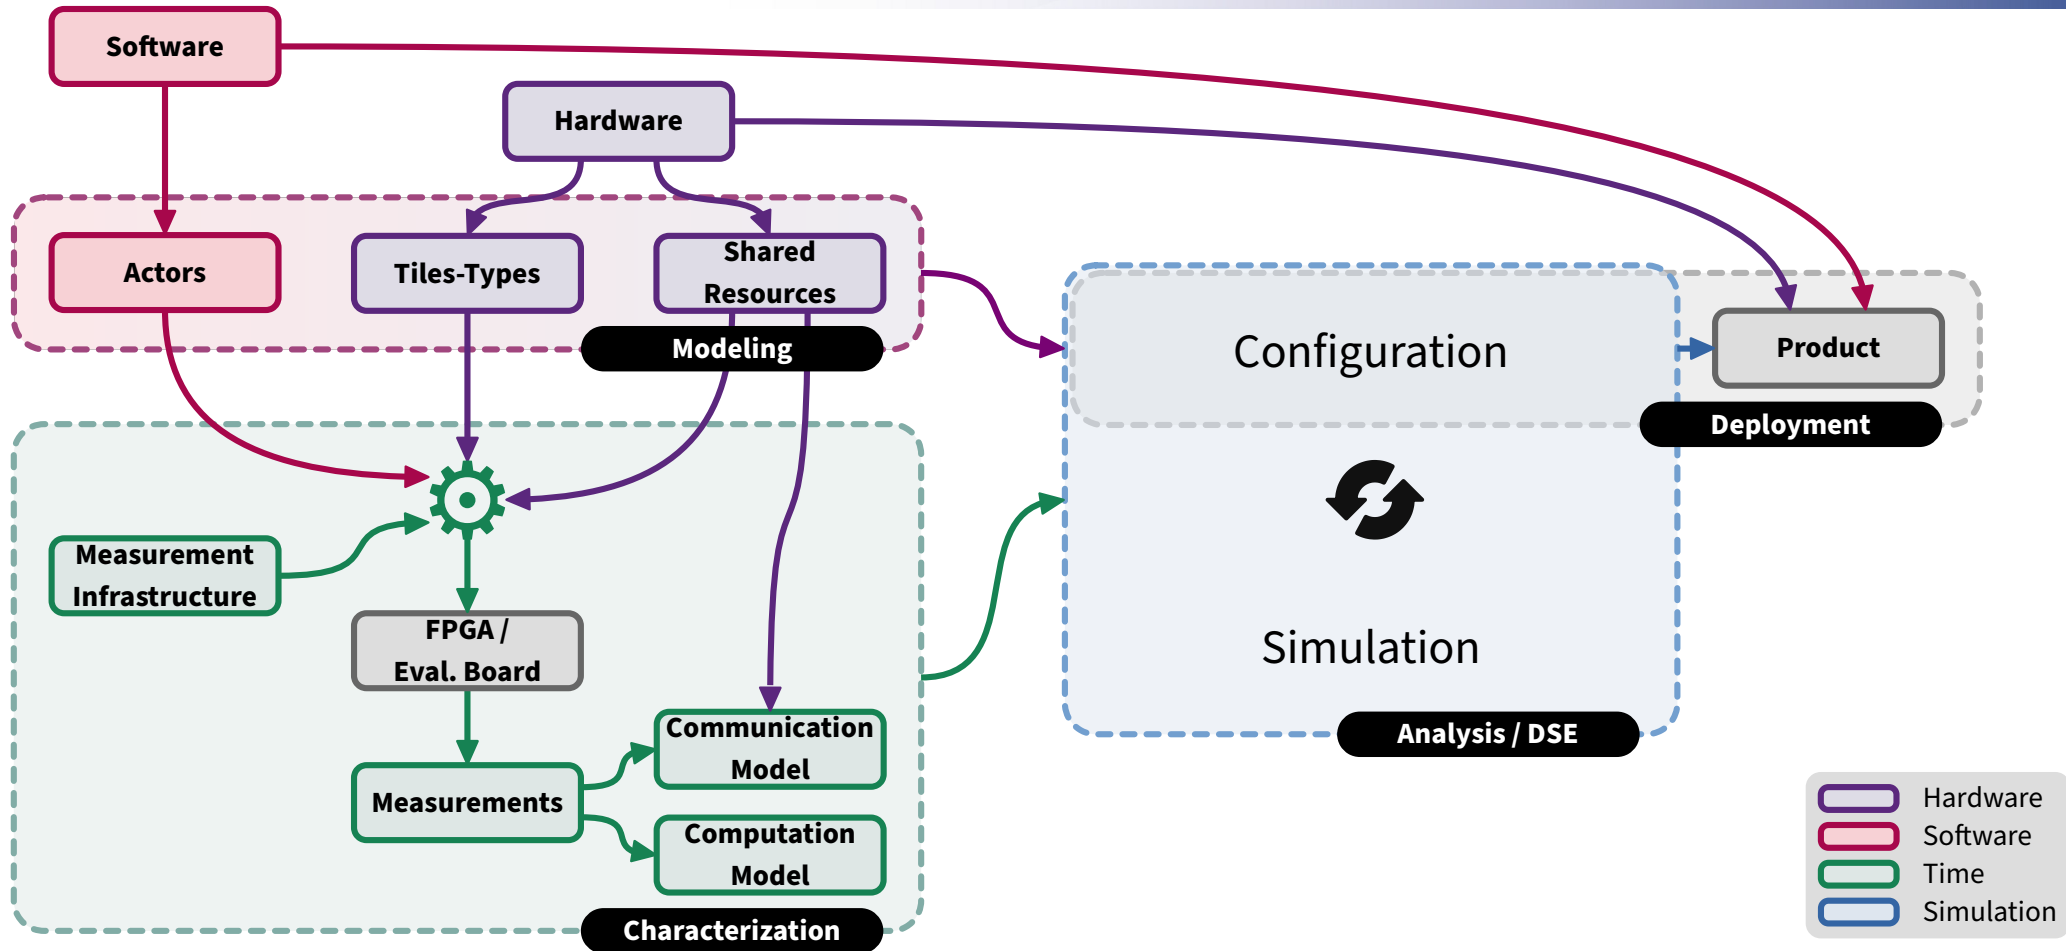 Software
Hardware
Actors
Tiles-Types
Shared
Resources
Modeling
Configuration
Product
Deployment
Measurement
Infrastructure
FPGA /
Eval. Board
Simulation
Communication
Model
Analysis / DSE
Measurements
Computation
Model
Characterization
Hardware
Software
Time
Simulation